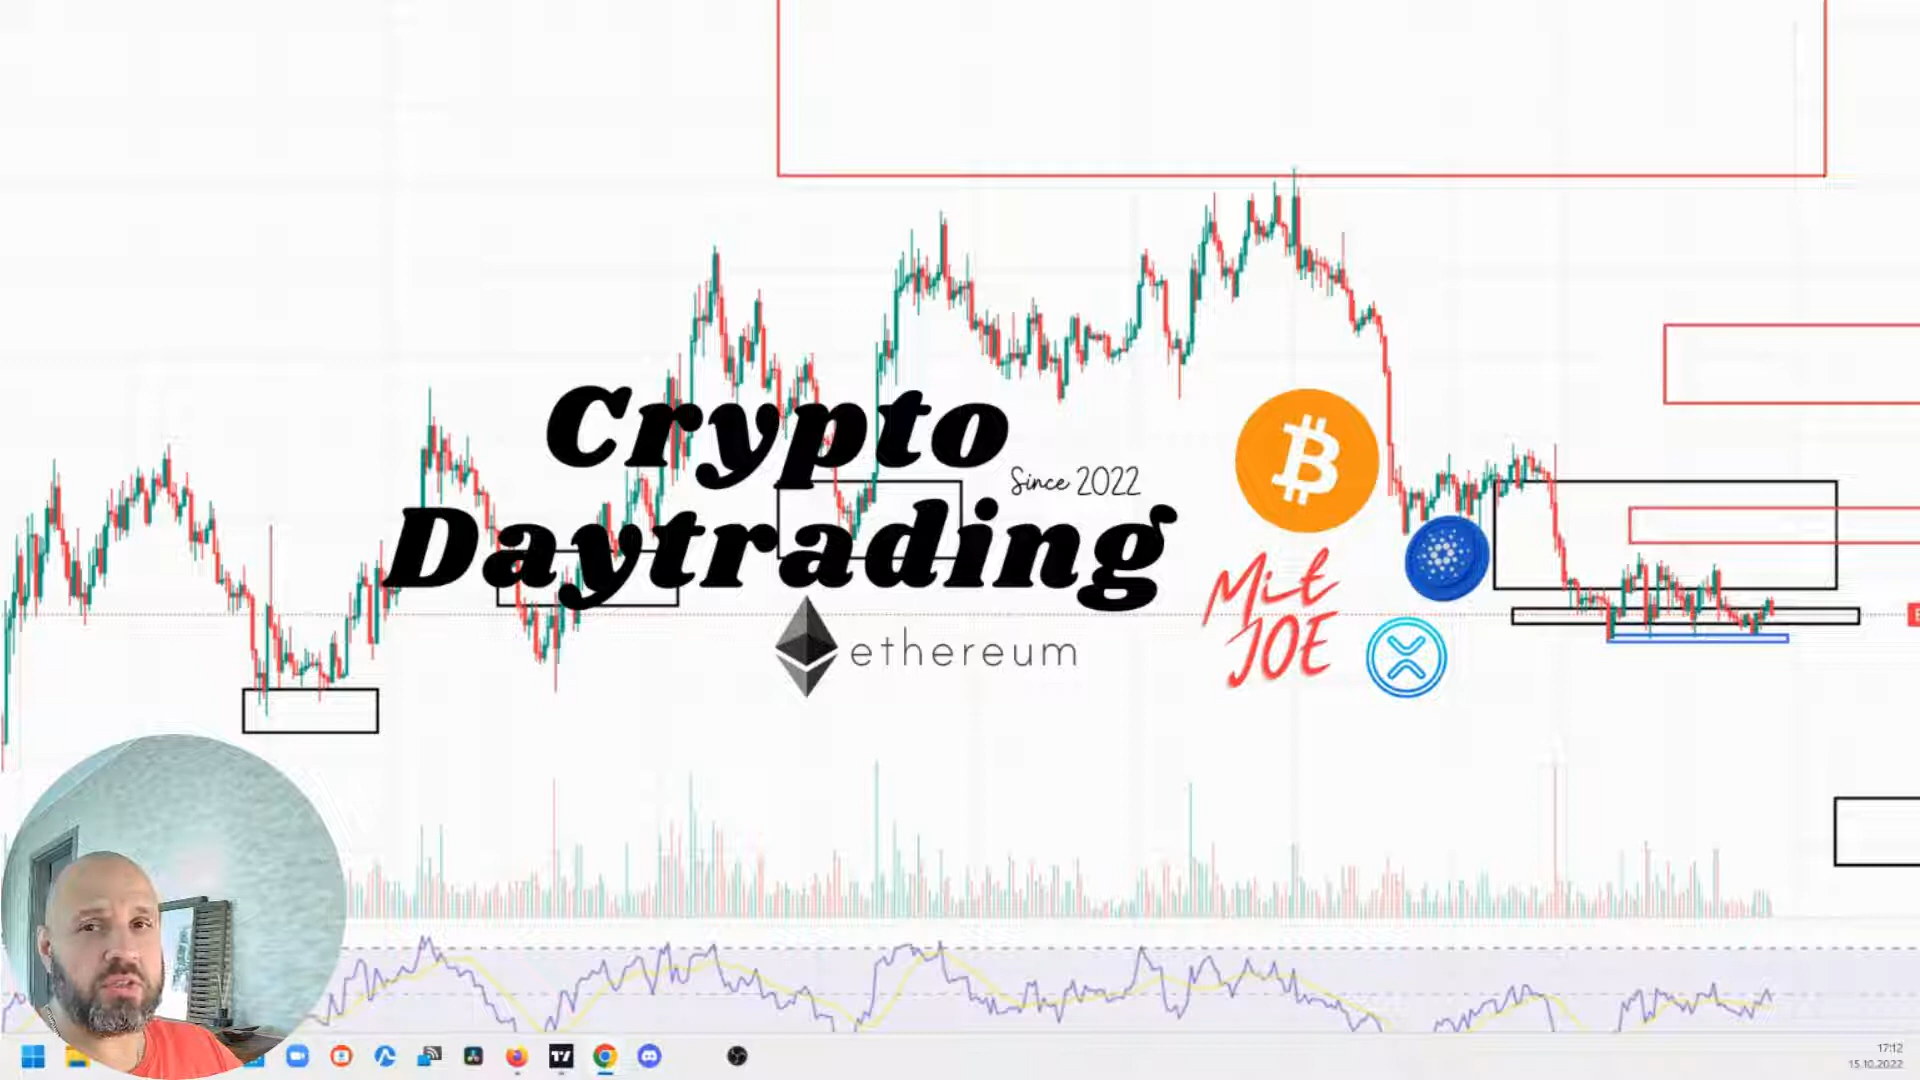 Crypto
Since 2022
Daytrading
Mit
JOE
ethereum
17:12
15.10.2022